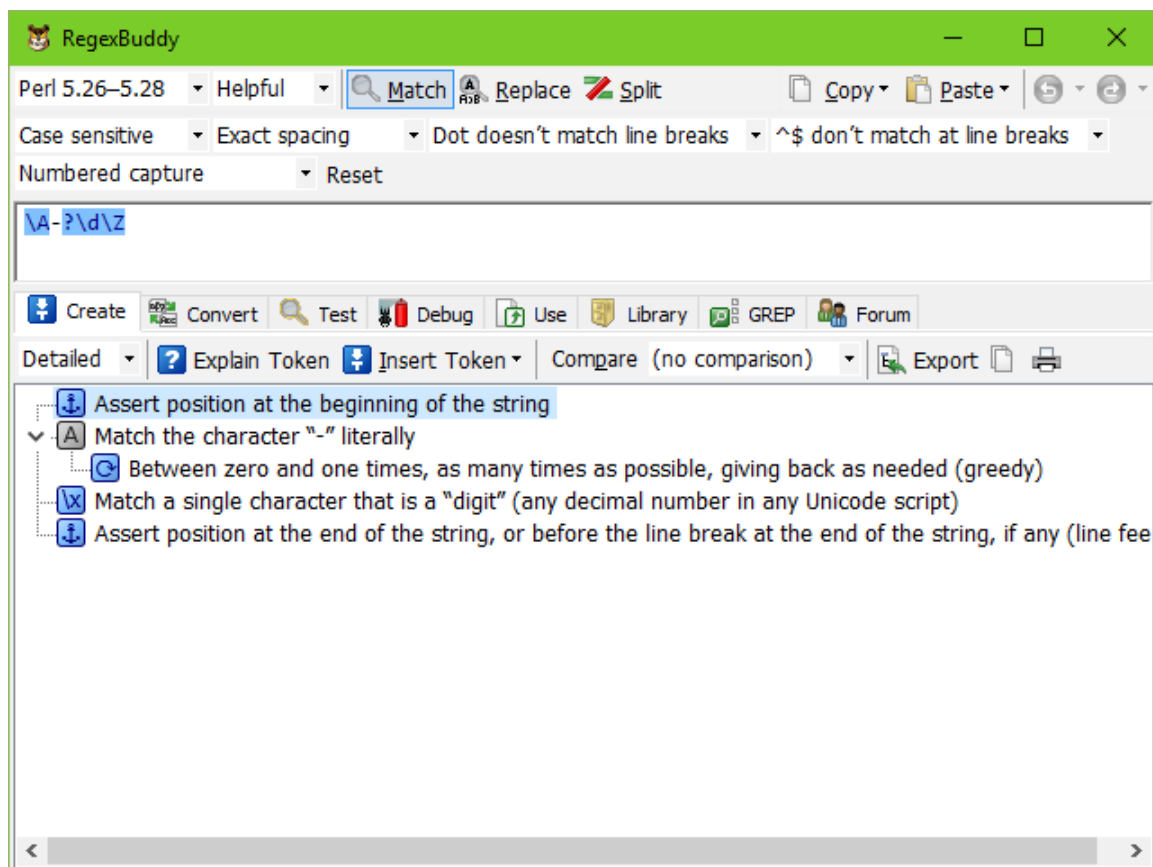 RegexBuddy
Perl 5.26–5.28 Helpful Match Replace Split Copy Paste
Case sensitive Exact spacing Dot doesn’t match line breaks ^$ don’t match at line breaks
Numbered capture Reset
\A-?\d\Z
Create Convert Test Debug Use Library GREP Forum
Detailed Explain Token Insert Token Compare (no comparison) Export
Assert position at the beginning of the string
A Match the character “-” literally
Between zero and one times, as many times as possible, giving back as needed (greedy)
\x Match a single character that is a “digit” (any decimal number in any Unicode script)
Assert position at the end of the string, or before the line break at the end of the string, if any (line fee